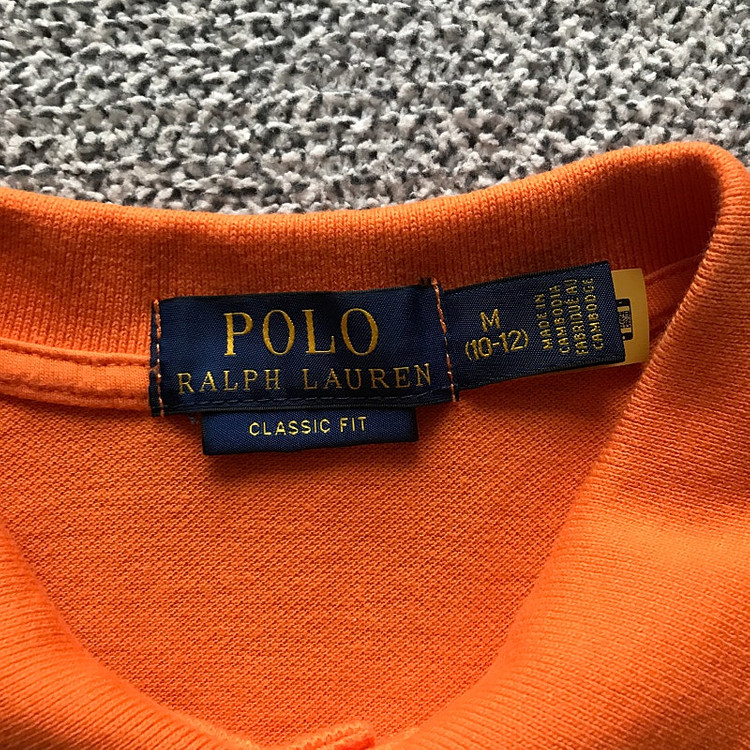 POLO
RALPH LAUREN
CLASSIC FIT
M
(10-12)
MADE IN
CAMBODIA
FABRIQUÉ AU
CAMBODGE